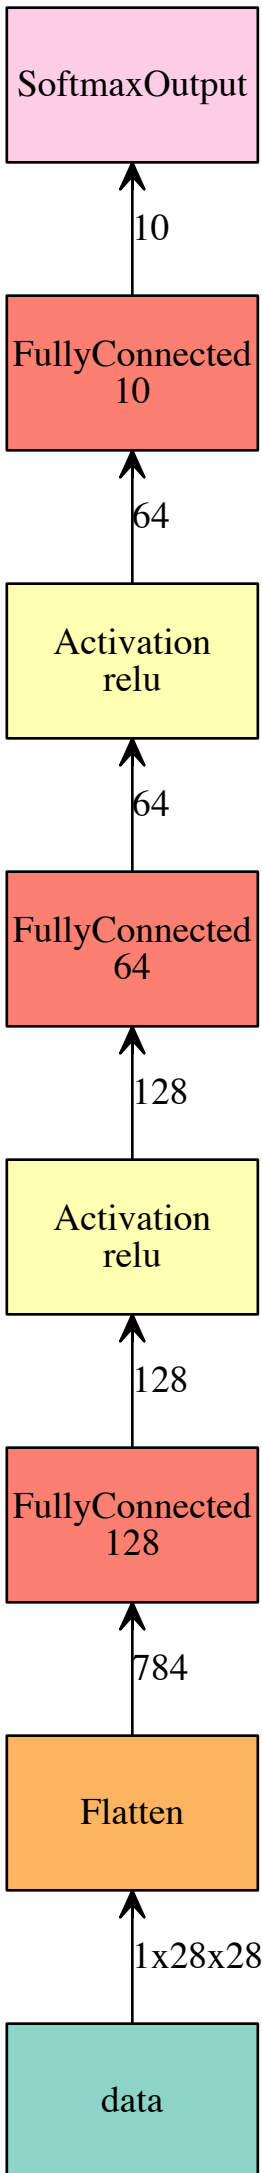 SoftmaxOutput
10
FullyConnected
10
64
Activation
relu
64
FullyConnected
64
128
Activation
relu
128
FullyConnected
128
784
Flatten
1x28x28
data